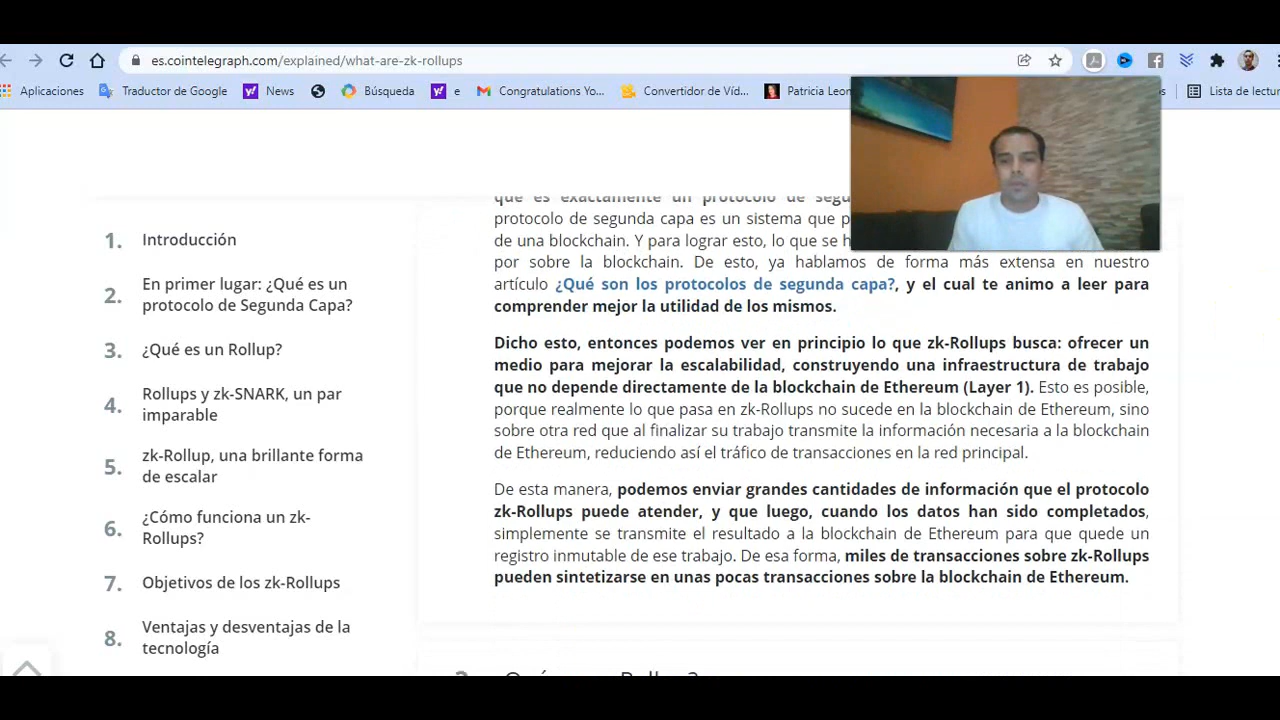 es.cointelegraph.com/explained/what-are-zk-rollups
Aplicaciones Traductor de Google News Búsqueda e Congratulations Yo... Convertidor de Víd... Patricia Leon Lista de lectur
1. Introducción
2. En primer lugar: ¿Qué es un
protocolo de Segunda Capa?
3. ¿Qué es un Rollup?
4. Rollups y zk-SNARK, un par
imparable
5. zk-Rollup, una brillante forma
de escalar
6. ¿Cómo funciona un zk-
Rollups?
7. Objetivos de los zk-Rollups
8. Ventajas y desventajas de la
tecnología
que es exactamente un protocolo de
protocolo de segunda capa es un sistema que
de una blockchain. Y para lograr esto, lo que se
por sobre la blockchain. De esto, ya hablamos de forma más extensa en nuestro
artículo ¿Qué son los protocolos de segunda capa?, y el cual te animo a leer para
comprender mejor la utilidad de los mismos.
Dicho esto, entonces podemos ver en principio lo que zk-Rollups busca: ofrecer un
medio para mejorar la escalabilidad, construyendo una infraestructura de trabajo
que no depende directamente de la blockchain de Ethereum (Layer 1). Esto es posible,
porque realmente lo que pasa en zk-Rollups no sucede en la blockchain de Ethereum, sino
sobre otra red que al finalizar su trabajo transmite la información necesaria a la blockchain
de Ethereum, reduciendo así el tráfico de transacciones en la red principal.
De esta manera, podemos enviar grandes cantidades de información que el protocolo
zk-Rollups puede atender, y que luego, cuando los datos han sido completados,
simplemente se transmite el resultado a la blockchain de Ethereum para que quede un
registro inmutable de ese trabajo. De esa forma, miles de transacciones sobre zk-Rollups
pueden sintetizarse en unas pocas transacciones sobre la blockchain de Ethereum.